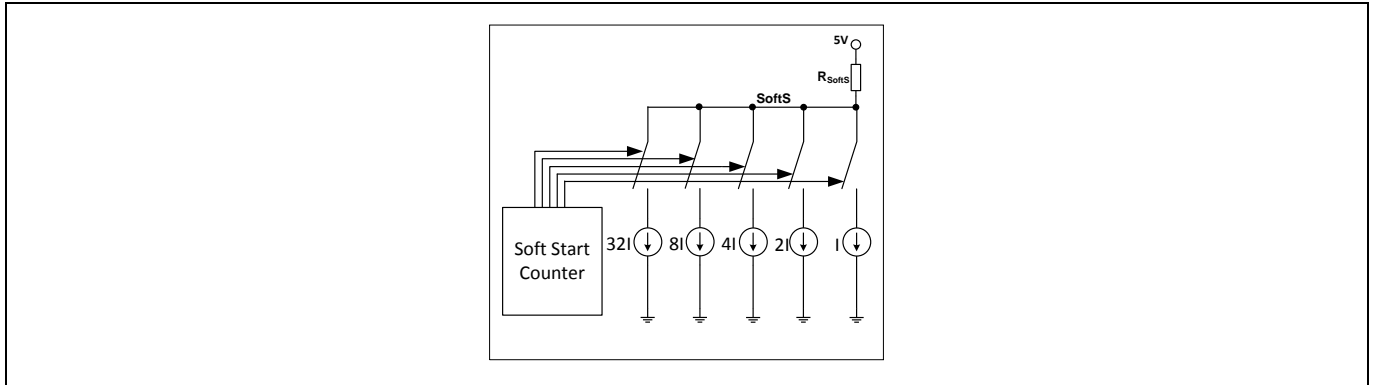 5V
RSoftS
SoftS
32I
8I
4I
2I
I
Soft Start
Counter